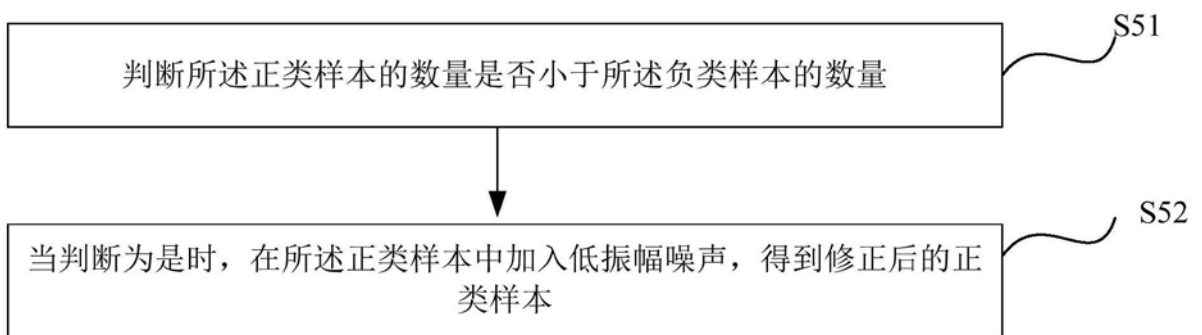 S51
判断所述正类样本的数量是否小于所述负类样本的数量
S52
当判断为是时，在所述正类样本中加入低振幅噪声，得到修正后的正
类样本